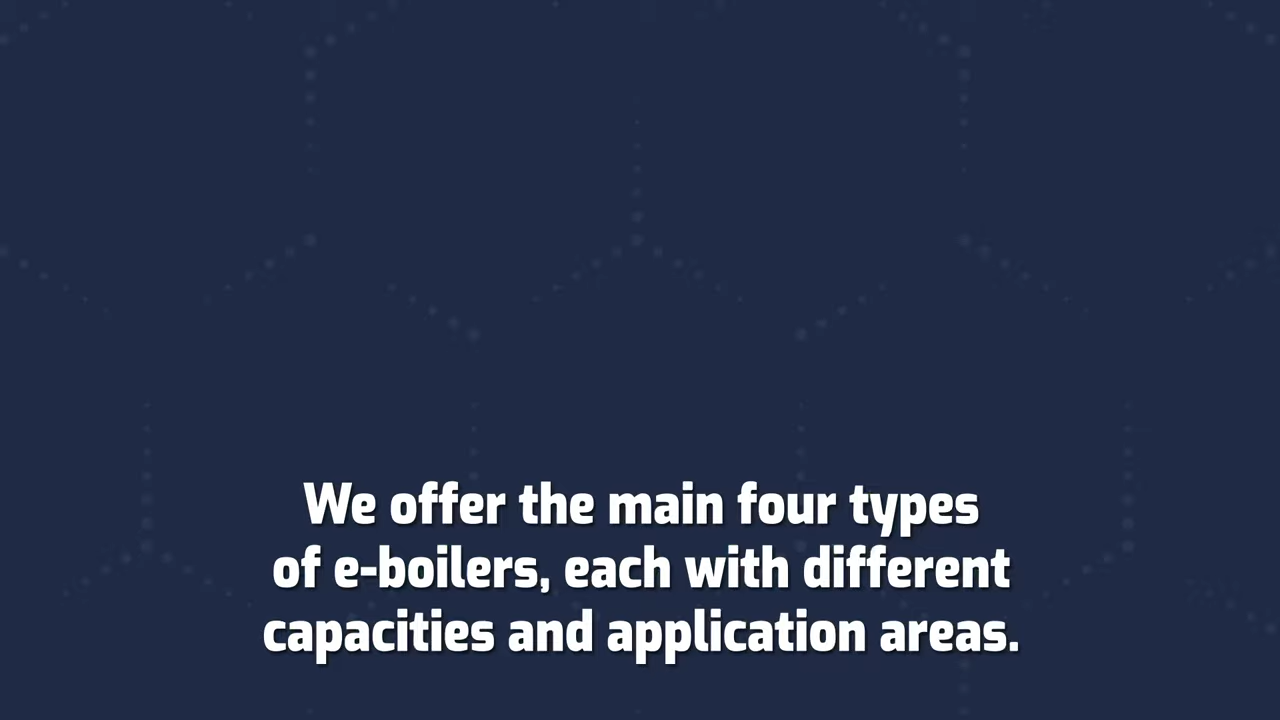 We offer the main four types
of e-boilers, each with different
capacities and application areas.